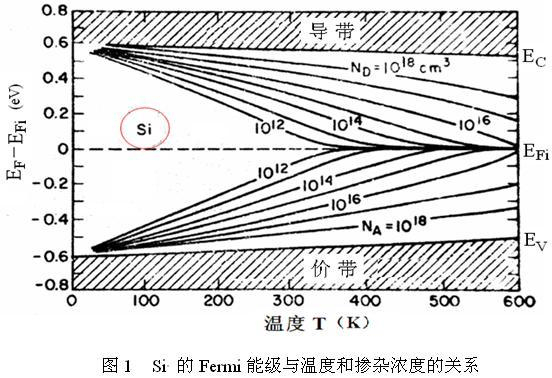 0.8
导带
E_C
0.6
N_D = 10^18 cm^3
0.4
E_F - E_Fi (eV)
0.2
Si
10^12
10^14
10^16
0
E_Fi
10^12
-0.2
10^14
10^16
-0.4
N_A = 10^18
E_V
-0.6
价带
-0.8
0 100 200 300 400 500 600
温度 T (K)
图1 Si 的 Fermi 能级与温度和掺杂浓度的关系